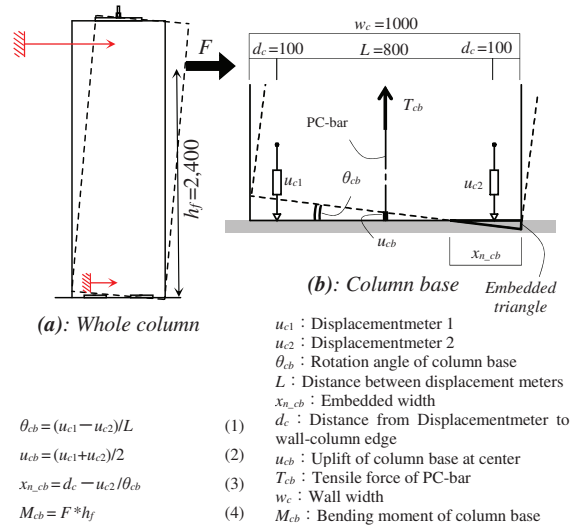 F
h_f=2,400
(a): Whole column
w_c=1000
d_c=100
L=800
d_c=100
T_cb
PC-bar
u_c1
θ_cb
u_c2
u_cb
x_n_cb
(b): Column base
Embedded
triangle
u_c1：Displacementmeter 1
u_c2：Displacementmeter 2
θ_cb：Rotation angle of column base
L：Distance between displacement meters
x_n_cb：Embedded width
d_c：Distance from Displacementmeter to
wall-column edge
u_cb：Uplift of column base at center
T_cb：Tensile force of PC-bar
w_c：Wall width
M_cb：Bending moment of column base
θ_cb=(u_c1－u_c2)/L (1)
u_cb=(u_c1+u_c2)/2 (2)
x_n_cb=d_c－u_c2/θ_cb (3)
M_cb=F*h_f (4)